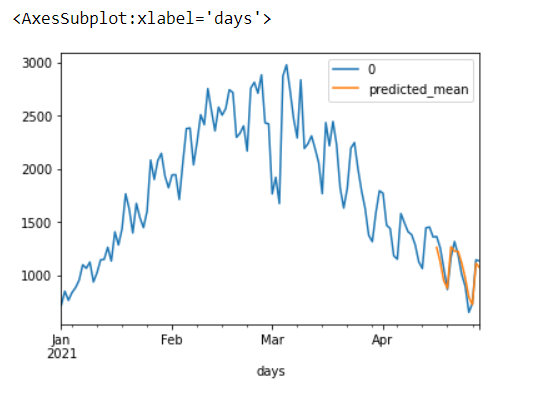 <AxesSubplot:xlabel='days'>
3000
2500
2000
1500
1000
0
predicted_mean
Jan
2021
Feb
Mar
Apr
days